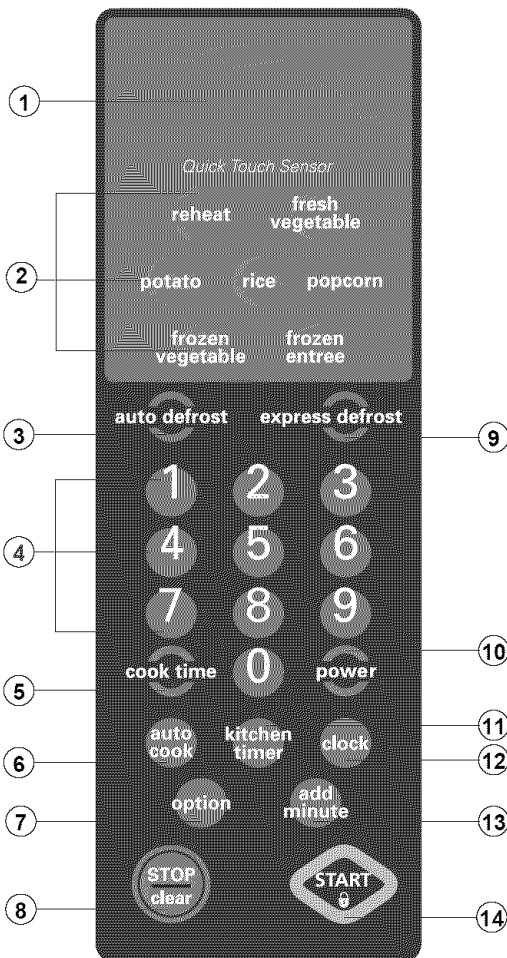 1
Quick Touch Sensor
reheat
fresh
vegetable
2
potato rice popcorn
frozen
vegetable
frozen
entree
3
auto defrost express defrost
9
1 2 3
4
4 5 6
7 8 9
5
cook time 0 power
10
6
auto
cook
kitchen
timer
clock
11
12
7
option
add
minute
13
8
STOP
clear
START
14